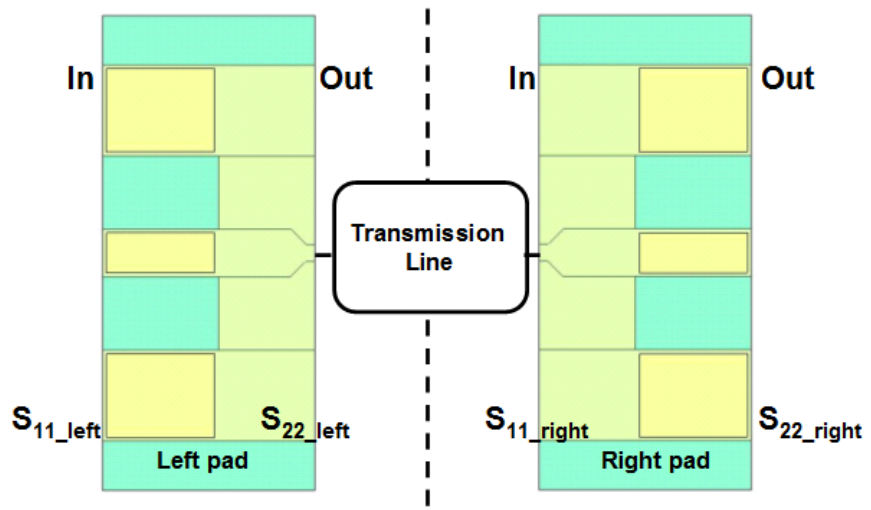 In
Out
In
Out
Transmission
Line
S11_left
S22_left
S11_right
S22_right
Left pad
Right pad